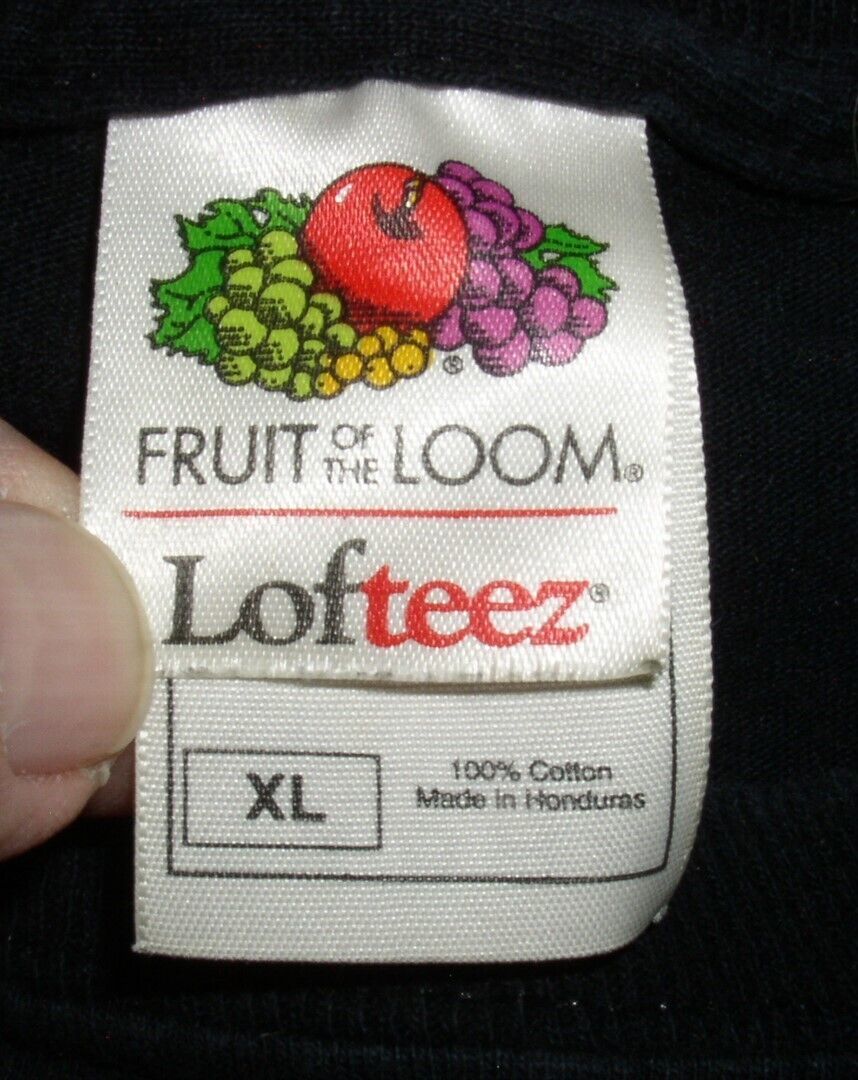 ®
FRUIT OF THE LOOM®
Lofteez®
XL
100% Cotton
Made in Honduras